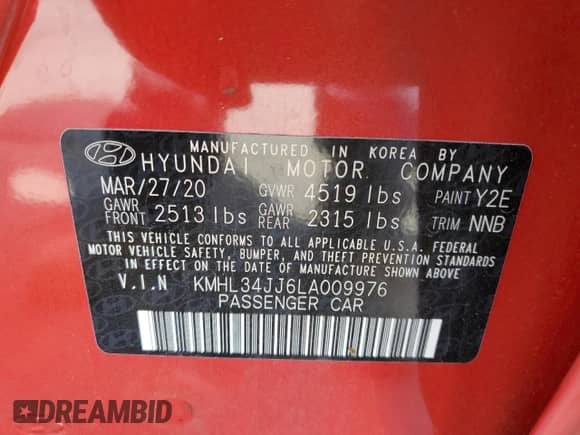 MANUFACTURED IN KOREA BY
HYUNDAI MOTOR COMPANY
MAR/27/20 GVWR 4519 lbs PAINT Y2E
GAWR FRONT 2513 lbs GAWR REAR 2315 lbs TRIM NNB
THIS VEHICLE CONFORMS TO ALL APPLICABLE U.S.A. FEDERAL
MOTOR VEHICLE SAFETY, BUMPER, AND THEFT PREVENTION STANDARDS
IN EFFECT ON THE DATE OF MANUFACTURE SHOWN ABOVE.
V.I.N KMHL34JJ6LA009976
PASSENGER CAR
DREAMBID